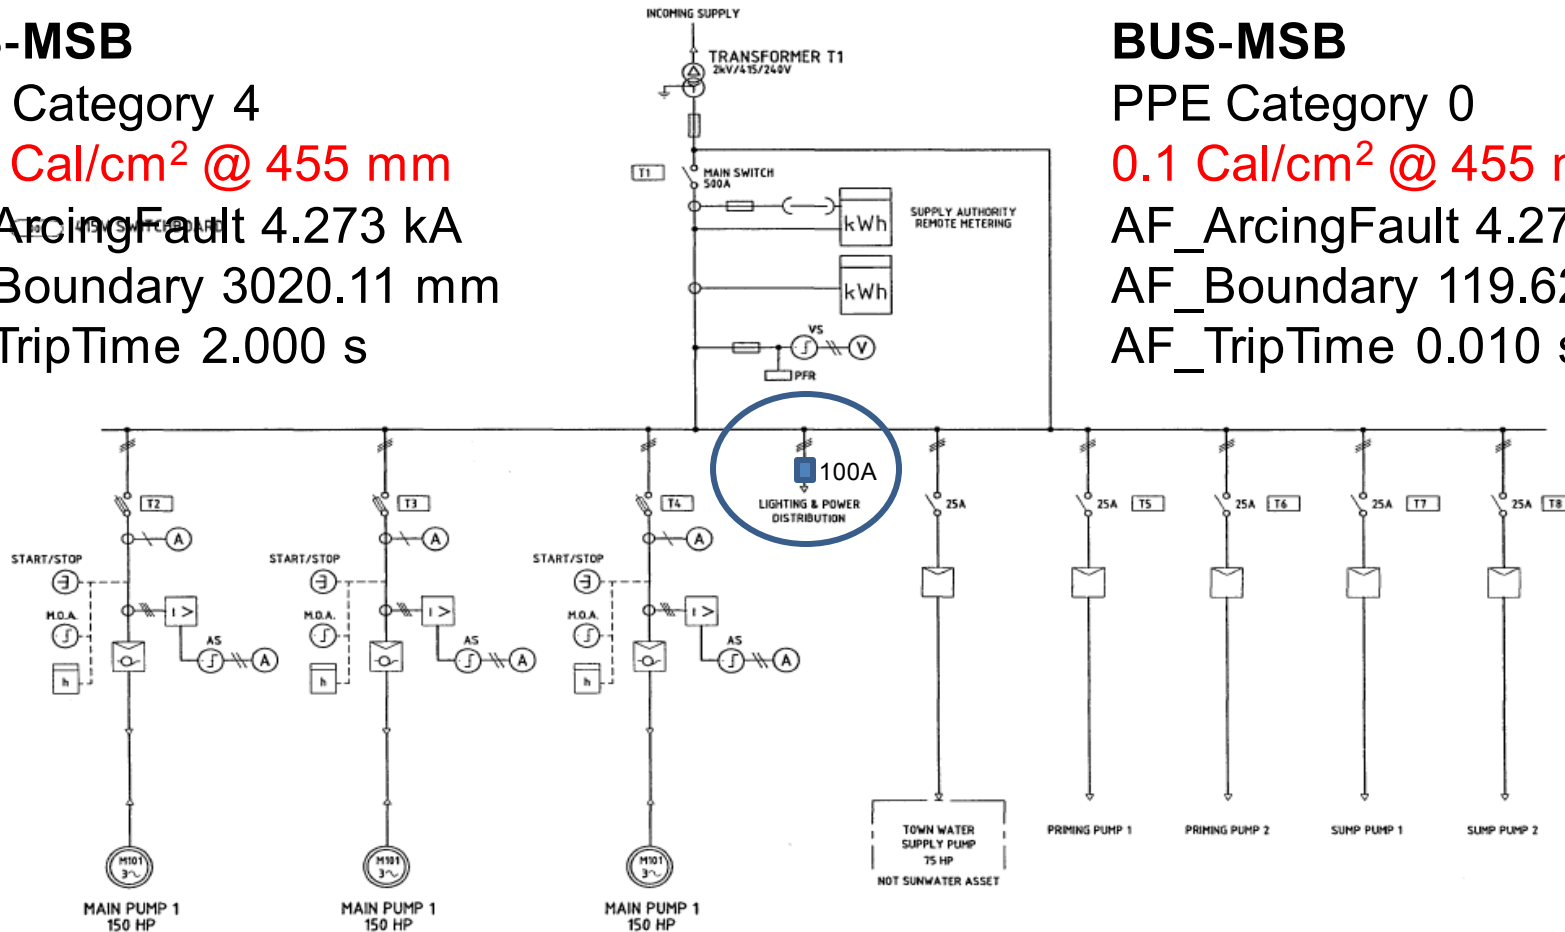 INCOMING SUPPLY
-MSB
Category 4
Cal/cm² @ 455 mm
ArcingFault 4.273 kA
415V SWITCHBOARD
Boundary 3020.11 mm
TripTime 2.000 s
TRANSFORMER T1
2kV/415/240V
T1
MAIN SWITCH
500A
kWh
SUPPLY AUTHORITY
REMOTE METERING
kWh
VS
V
PFR
BUS-MSB
PPE Category 0
0.1 Cal/cm² @ 455
AF_ArcingFault 4.27
AF_Boundary 119.62
AF_TripTime 0.010 s
100A
LIGHTING & POWER
DISTRIBUTION
T2
T3
T4
25A
25A T5
25A T6
25A T7
25A T8
A
A
A
START/STOP
START/STOP
START/STOP
M.O.A.
M.O.A.
M.O.A.
I >
I >
I >
AS
AS
AS
A
A
A
h
h
h
M101
3~
MAIN PUMP 1
150 HP
M101
3~
MAIN PUMP 1
150 HP
M101
3~
MAIN PUMP 1
150 HP
TOWN WATER
SUPPLY PUMP
75 HP
NOT SUNWATER ASSET
PRIMING PUMP 1
PRIMING PUMP 2
SUMP PUMP 1
SUMP PUMP 2